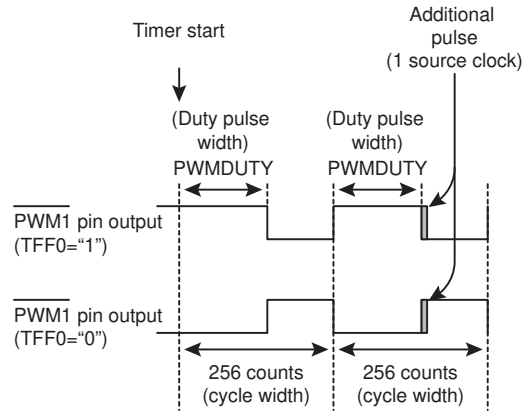 Additional
pulse
(1 source clock)
Timer start
(Duty pulse
width)
PWMDUTY
(Duty pulse
width)
PWMDUTY
PWM1 pin output
(TFF0=“1”)
PWM1 pin output
(TFF0=“0”)
256 counts
(cycle width)
256 counts
(cycle width)